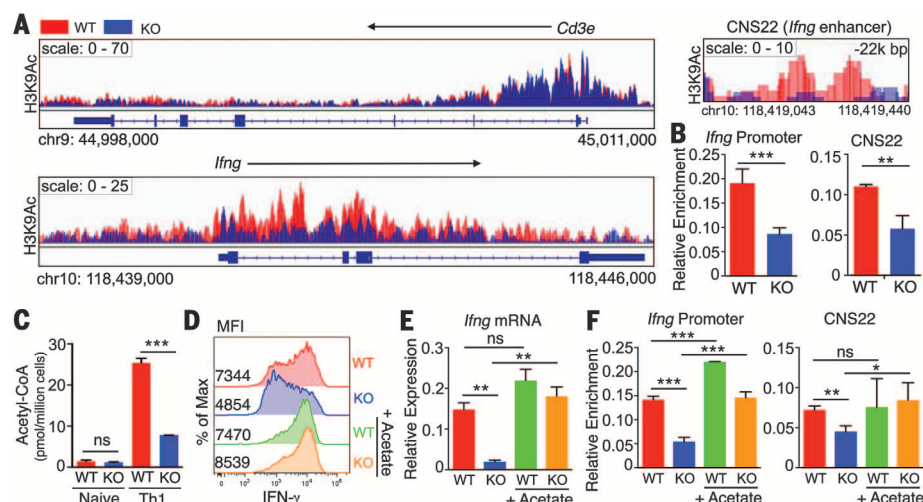 A
WT KO
Cd3e
scale: 0 - 70
H3K9Ac
chr9: 44,998,000
45,011,000
Ifng
scale: 0 - 25
H3K9Ac
chr10: 118,439,000
118,446,000
CNS22 (Ifng enhancer)
scale: 0 - 10
-22k bp
H3K9Ac
chr10: 118,419,043
118,419,440
B
Ifng Promoter
CNS22
Relative Enrichment
0.25
0.20
0.15
0.10
0.05
0
***
WT KO
0.15
0.10
0.05
0
**
WT KO
C
Acetyl-CoA
(pmol/million cells)
30
20
10
0
***
ns
WT KO WT KO
Naive Th1
D
MFI
% of Max
7344
4854
7470
8539
WT
KO
WT
KO
+ Acetate
IFN-γ
E
Ifng mRNA
Relative Expression
0.3
0.2
0.1
0
ns
**
**
WT KO WT KO
+ Acetate
F
Ifng Promoter
CNS22
Relative Enrichment
0.25
0.20
0.15
0.10
0.05
0
***
***
***
WT KO WT KO
+ Acetate
0.15
0.10
0.05
0
ns
*
**
WT KO WT KO
+ Acetate